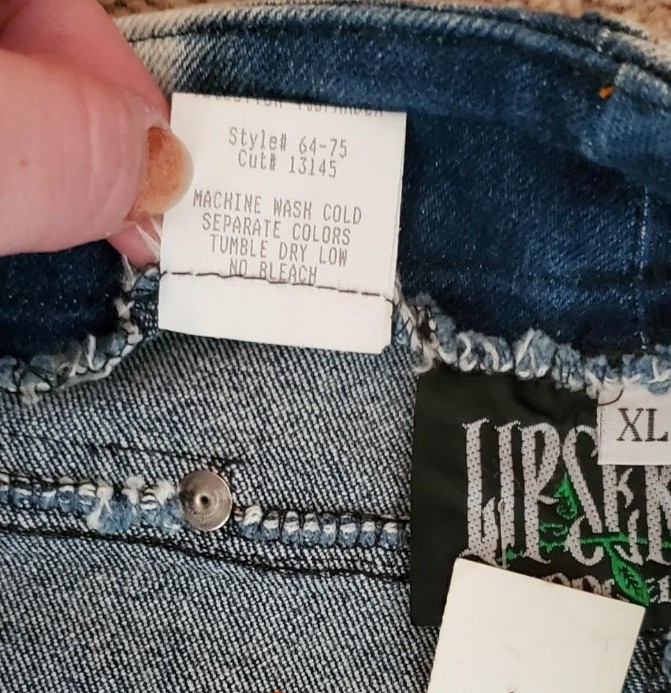 Style# 64-75
Cut# 13145
MACHINE WASH COLD
SEPARATE COLORS
TUMBLE DRY LOW
NO BLEACH
XL